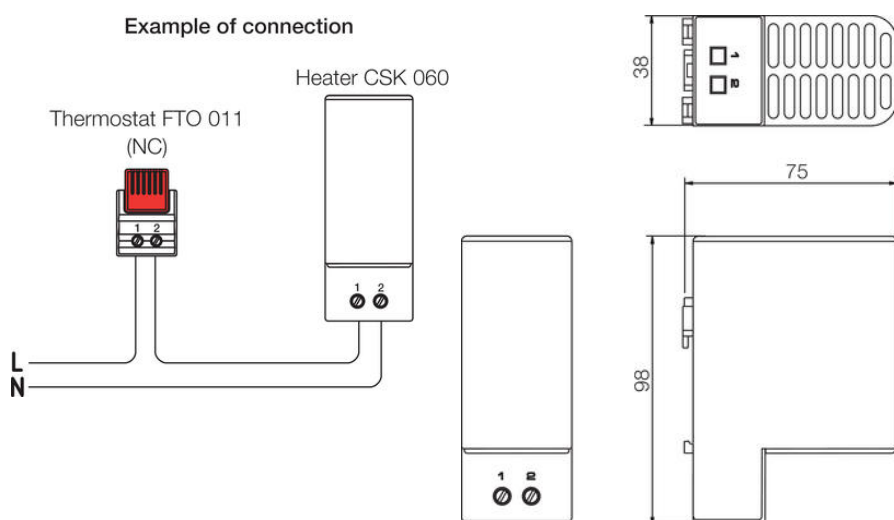 Example of connection
Heater CSK 060
Thermostat FTO 011
(NC)
1 2
1 2
L
N
1 2
38
1
2
75
98